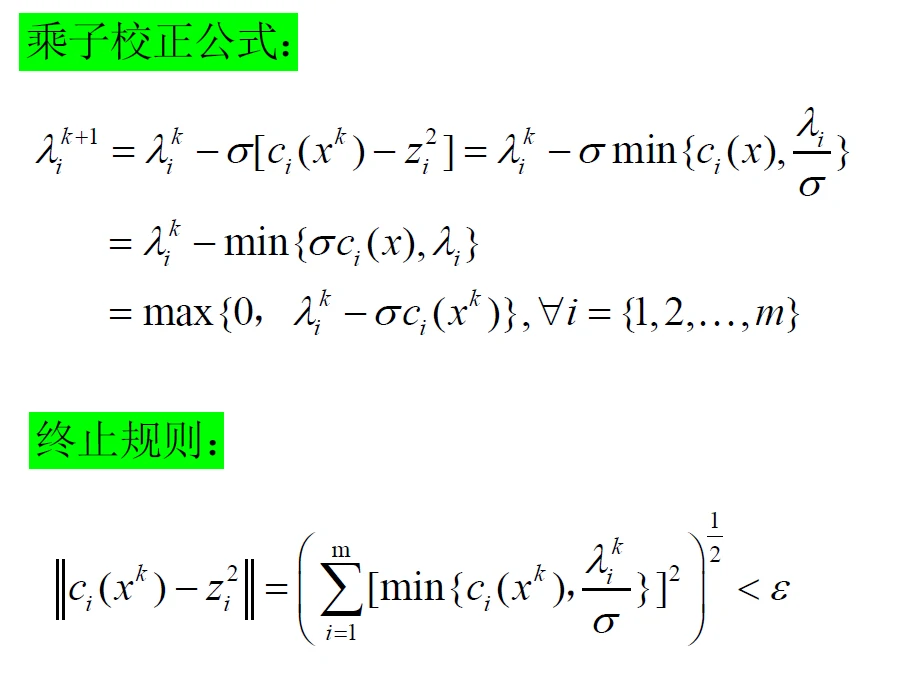 乘子校正公式：
λ_i^{k+1} = λ_i^k − σ[c_i(x^k) − z_i^2] = λ_i^k − σ min{c_i(x), λ_i/σ}
= λ_i^k − min{σc_i(x), λ_i}
= max{0，λ_i^k − σc_i(x^k)}, ∀i = {1,2,…,m}
终止规则：
‖c_i(x^k) − z_i^2‖ = (∑_{i=1}^{m} [min{c_i(x^k)，λ_i^k/σ}]^2)^{1/2} < ε